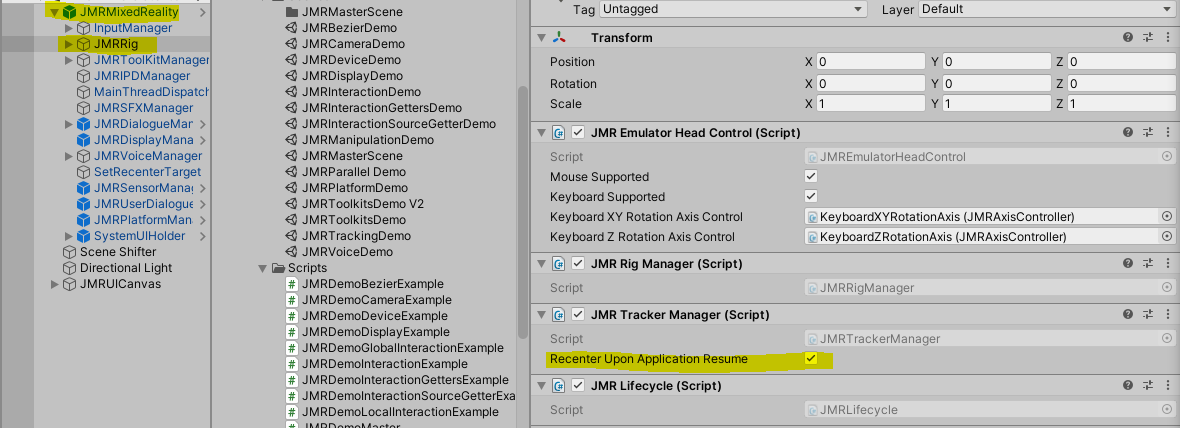 JMRMixedReality
InputManager
JMRRig
JMRToolKitManager
JMRIPDManager
MainThreadDispatch
JMRSFXManager
JMRDialogueMan
JMRDisplayMana
JMRVoiceManager
SetRecenterTarget
JMRSensorMana
JMRUserDialogue
JMRPlatformMan
SystemUIHolder
Scene Shifter
Directional Light
JMRUICanvas
JMRMasterScene
JMRBezierDemo
JMRCameraDemo
JMRDeviceDemo
JMRDisplayDemo
JMRInteractionDemo
JMRInteractionGettersDemo
JMRInteractionSourceGetterDemo
JMRManipulationDemo
JMRMasterScene
JMRParallel Demo
JMRPlatformDemo
JMRToolkitsDemo V2
JMRToolkitsDemo
JMRTrackingDemo
JMRVoiceDemo
Scripts
JMRDemoBezierExample
JMRDemoCameraExample
JMRDemoDeviceExample
JMRDemoDisplayExample
JMRDemoGlobalInteractionExample
JMRDemoInteractionExample
JMRDemoInteractionGettersExample
JMRDemoInteractionSourceGetterExa
JMRDemoLocalInteractionExample
JMRDemoMaster
Tag Untagged Layer Default
Transform
Position X 0 Y 0 Z 0
Rotation X 0 Y 0 Z 0
Scale X 1 Y 1 Z 1
JMR Emulator Head Control (Script)
Script JMREmulatorHeadControl
Mouse Supported
Keyboard Supported
Keyboard XY Rotation Axis Control KeyboardXYRotationAxis (JMRAxisController)
Keyboard Z Rotation Axis Control KeyboardZRotationAxis (JMRAxisController)
JMR Rig Manager (Script)
Script JMRRigManager
JMR Tracker Manager (Script)
Script JMRTrackerManager
Recenter Upon Application Resume
JMR Lifecycle (Script)
Script JMRLifecycle